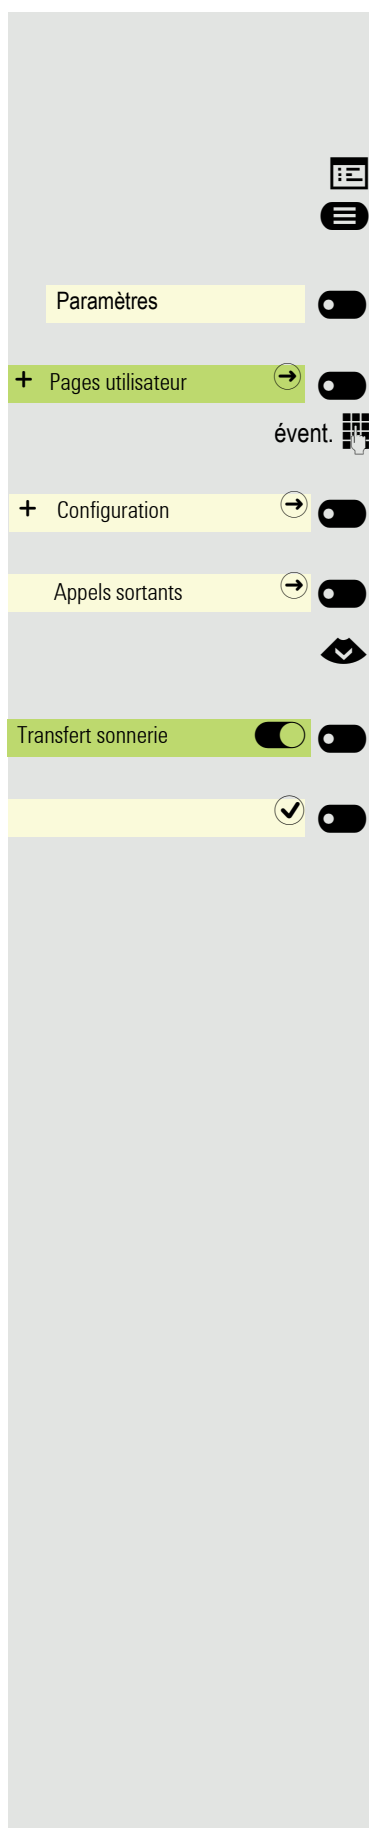 Paramètres
+ Pages utilisateur
évent.
+ Configuration
Appels sortants
Transfert sonnerie